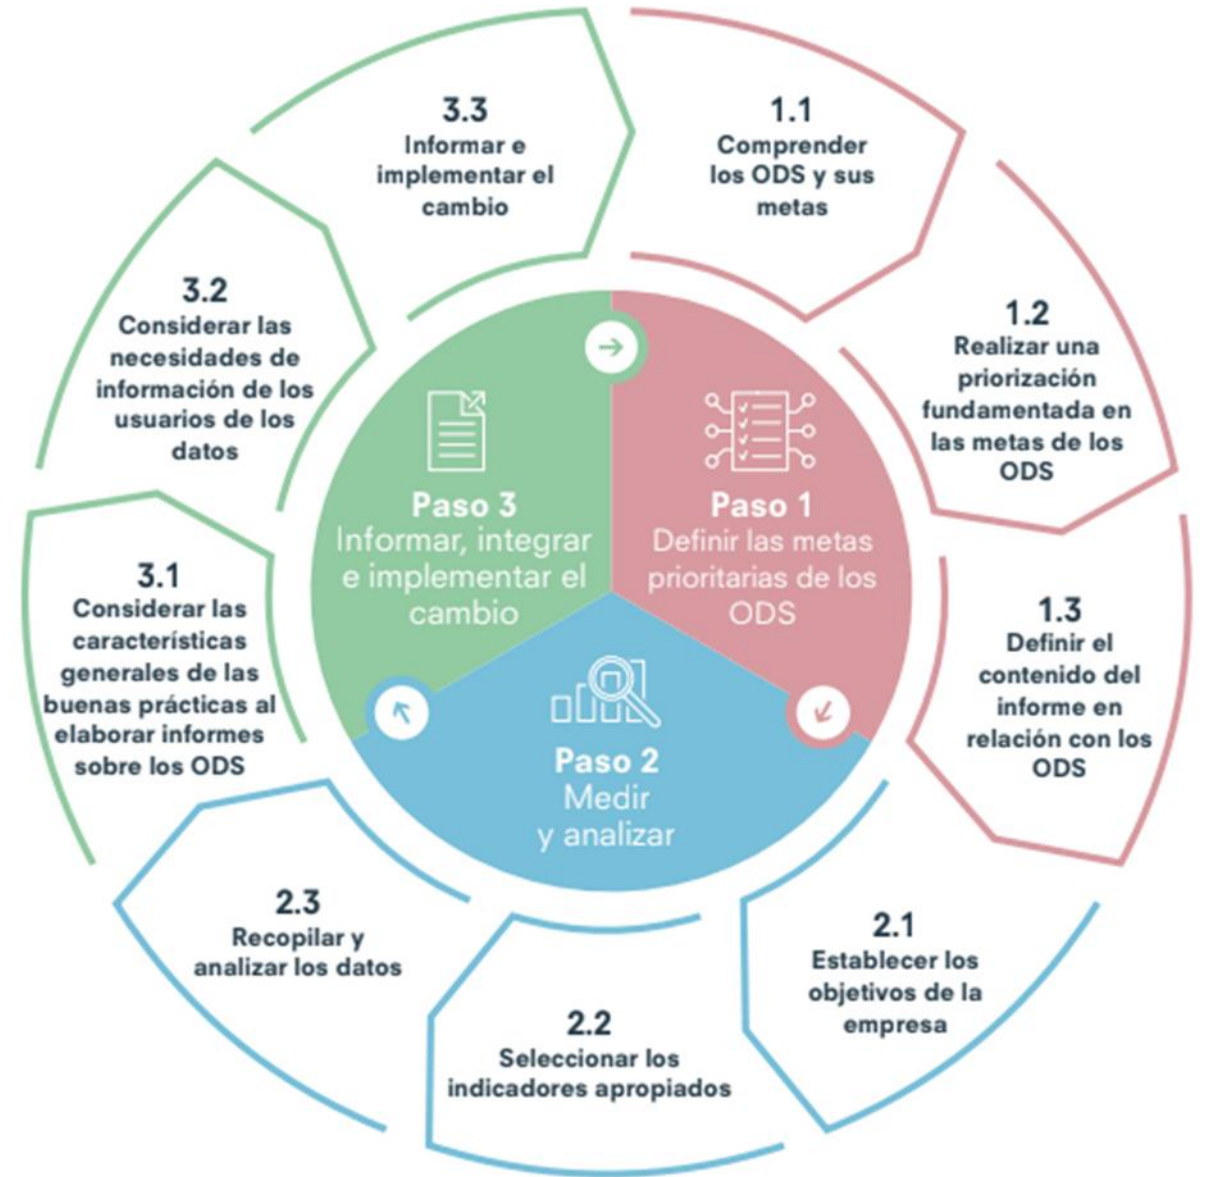 1.1
Comprender
los ODS y sus
metas
1.2
Realizar una
priorización
fundamentada en
las metas de los
ODS
1.3
Definir el
contenido del
informe en
relación con los
ODS
2.1
Establecer los
objetivos de la
empresa
2.2
Seleccionar los
indicadores apropiados
2.3
Recopilar y
analizar los datos
3.1
Considerar las
características
generales de las
buenas prácticas al
elaborar informes
sobre los ODS
3.2
Considerar las
necesidades de
información de los
usuarios de los
datos
3.3
Informar e
implementar el
cambio
Paso 1
Definir las metas
prioritarias de los
ODS
Paso 2
Medir
y analizar
Paso 3
Informar, integrar
e implementar el
cambio